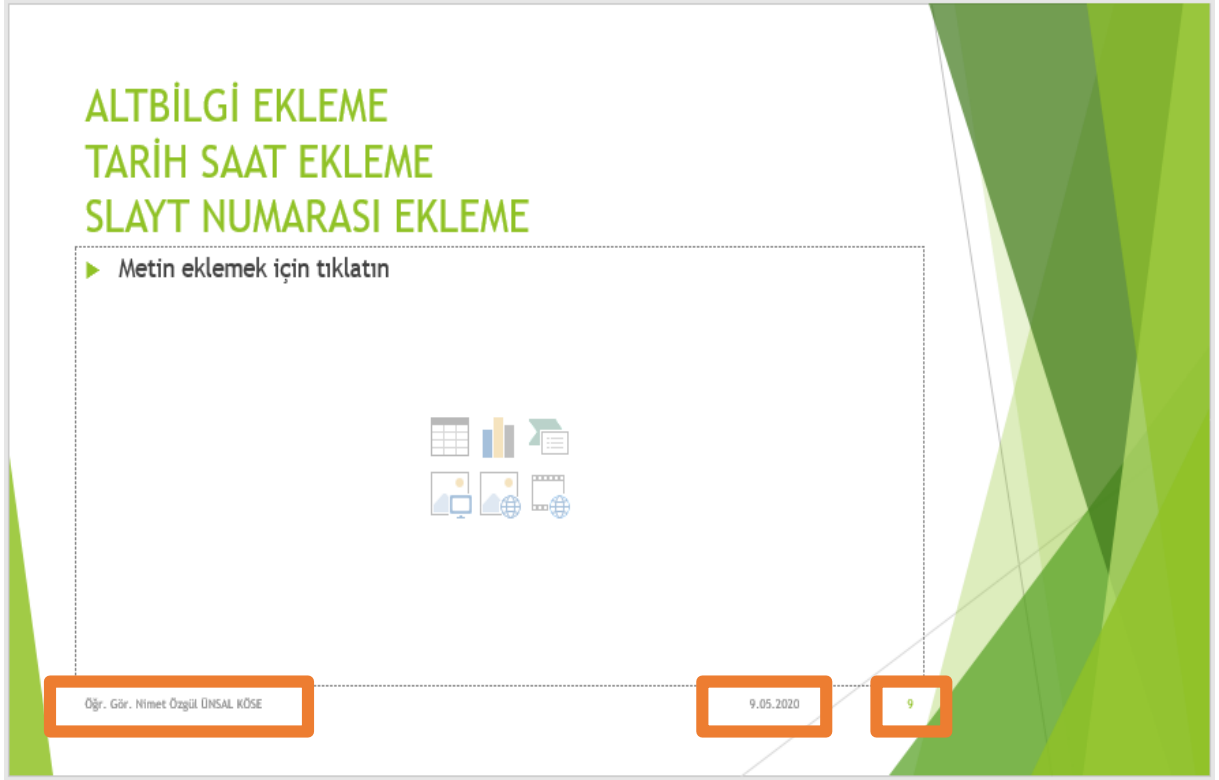 ALTBİLGİ EKLEME
TARİH SAAT EKLEME
SLAYT NUMARASI EKLEME
Metin eklemek için tıklatın
Öğr. Gör. Nimet Özgül ÜNSAL KÖSE
9.05.2020
9